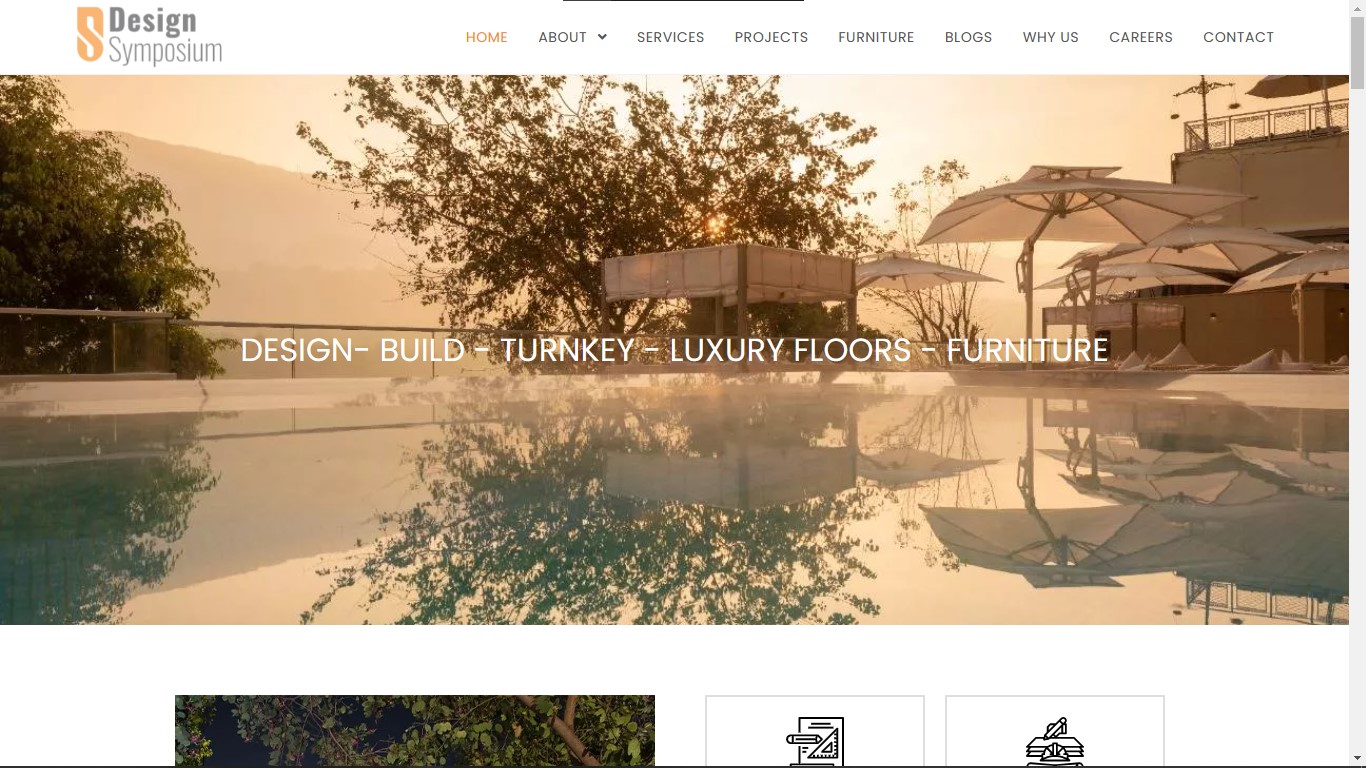 Design
Symposium
HOME ABOUT SERVICES PROJECTS FURNITURE BLOGS WHY US CAREERS CONTACT
DESIGN- BUILD - TURNKEY - LUXURY FLOORS - FURNITURE